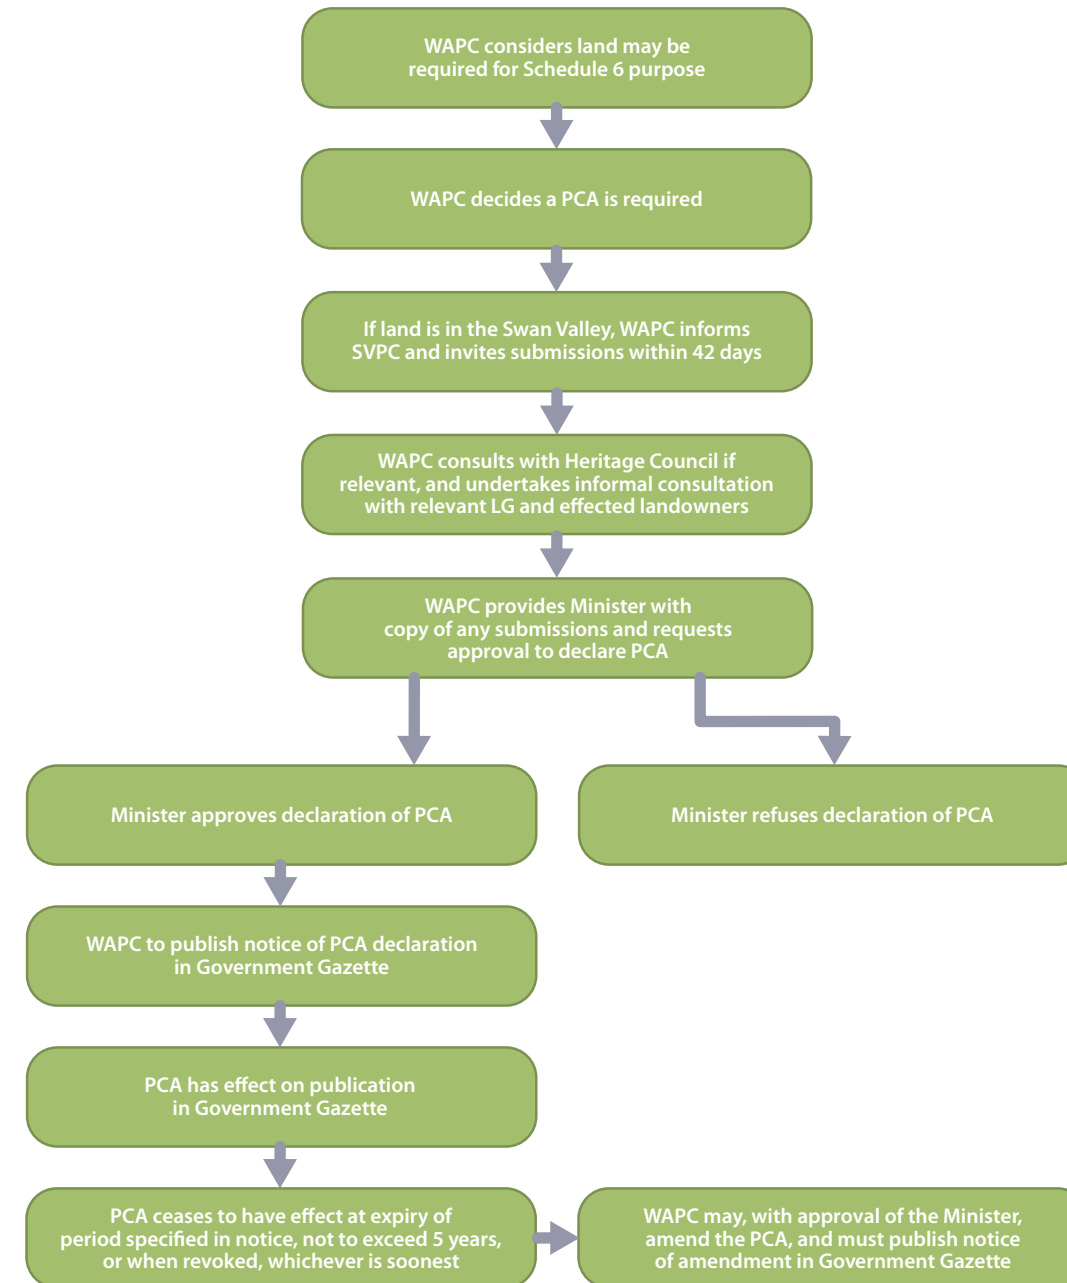 WAPC considers land may be
required for Schedule 6 purpose
WAPC decides a PCA is required
If land is in the Swan Valley, WAPC informs
SVPC and invites submissions within 42 days
WAPC consults with Heritage Council if
relevant, and undertakes informal consultation
with relevant LG and effected landowners
WAPC provides Minister with
copy of any submissions and requests
approval to declare PCA
Minister approves declaration of PCA
Minister refuses declaration of PCA
WAPC to publish notice of PCA declaration
in Government Gazette
PCA has effect on publication
in Government Gazette
PCA ceases to have effect at expiry of
period specified in notice, not to exceed 5 years,
or when revoked, whichever is soonest
WAPC may, with approval of the Minister,
amend the PCA, and must publish notice
of amendment in Government Gazette